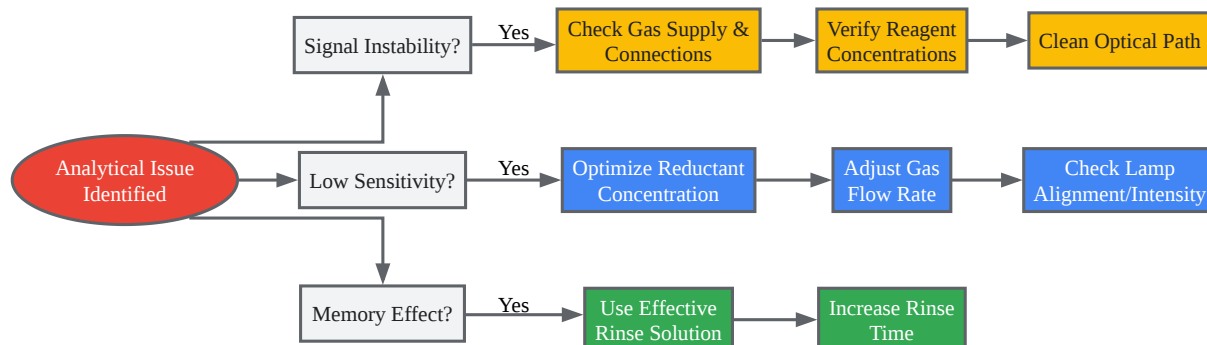 Signal Instability?
Yes
Check Gas Supply &
Connections
Verify Reagent
Concentrations
Clean Optical Path
Analytical Issue
Identified
Low Sensitivity?
Yes
Optimize Reductant
Concentration
Adjust Gas
Flow Rate
Check Lamp
Alignment/Intensity
Memory Effect?
Yes
Use Effective
Rinse Solution
Increase Rinse
Time